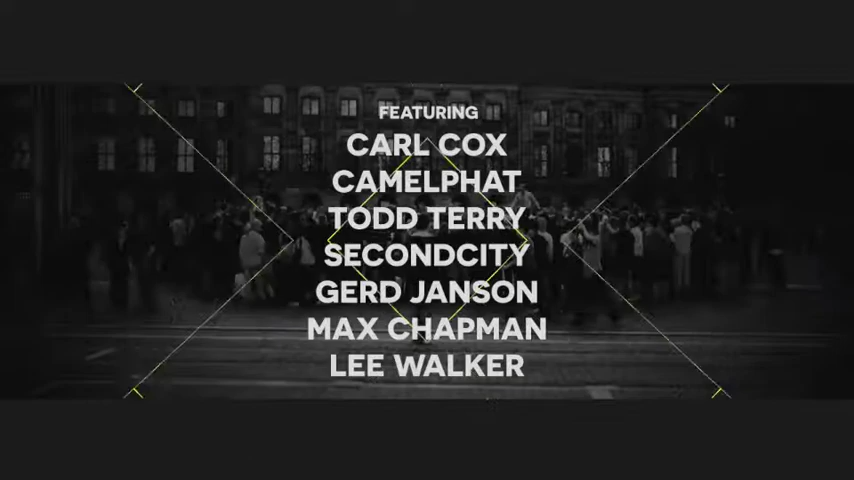 FEATURING
CARL COX
CAMELPHAT
TODD TERRY
SECONDCITY
GERD JANSON
MAX CHAPMAN
LEE WALKER